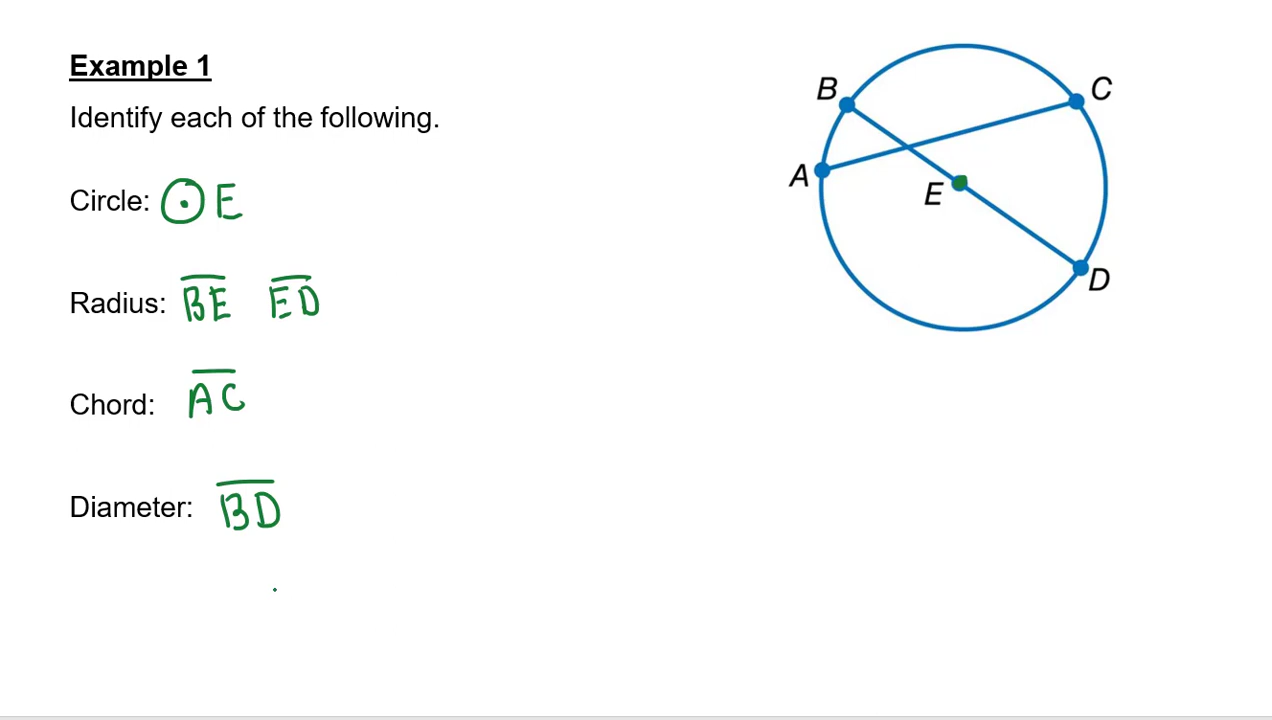 Example 1
Identify each of the following.
Circle: ⊙ E
Radius: B̅E̅ E̅D̅
Chord: A̅C̅
Diameter: B̅D̅
B
C
A
E
D